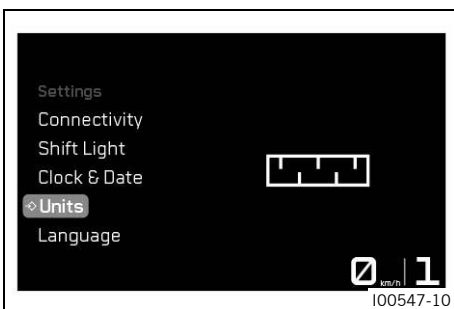 Settings
Connectivity
Shift Light
Clock & Date
Units
Language
0 km/h 1
I00547-10